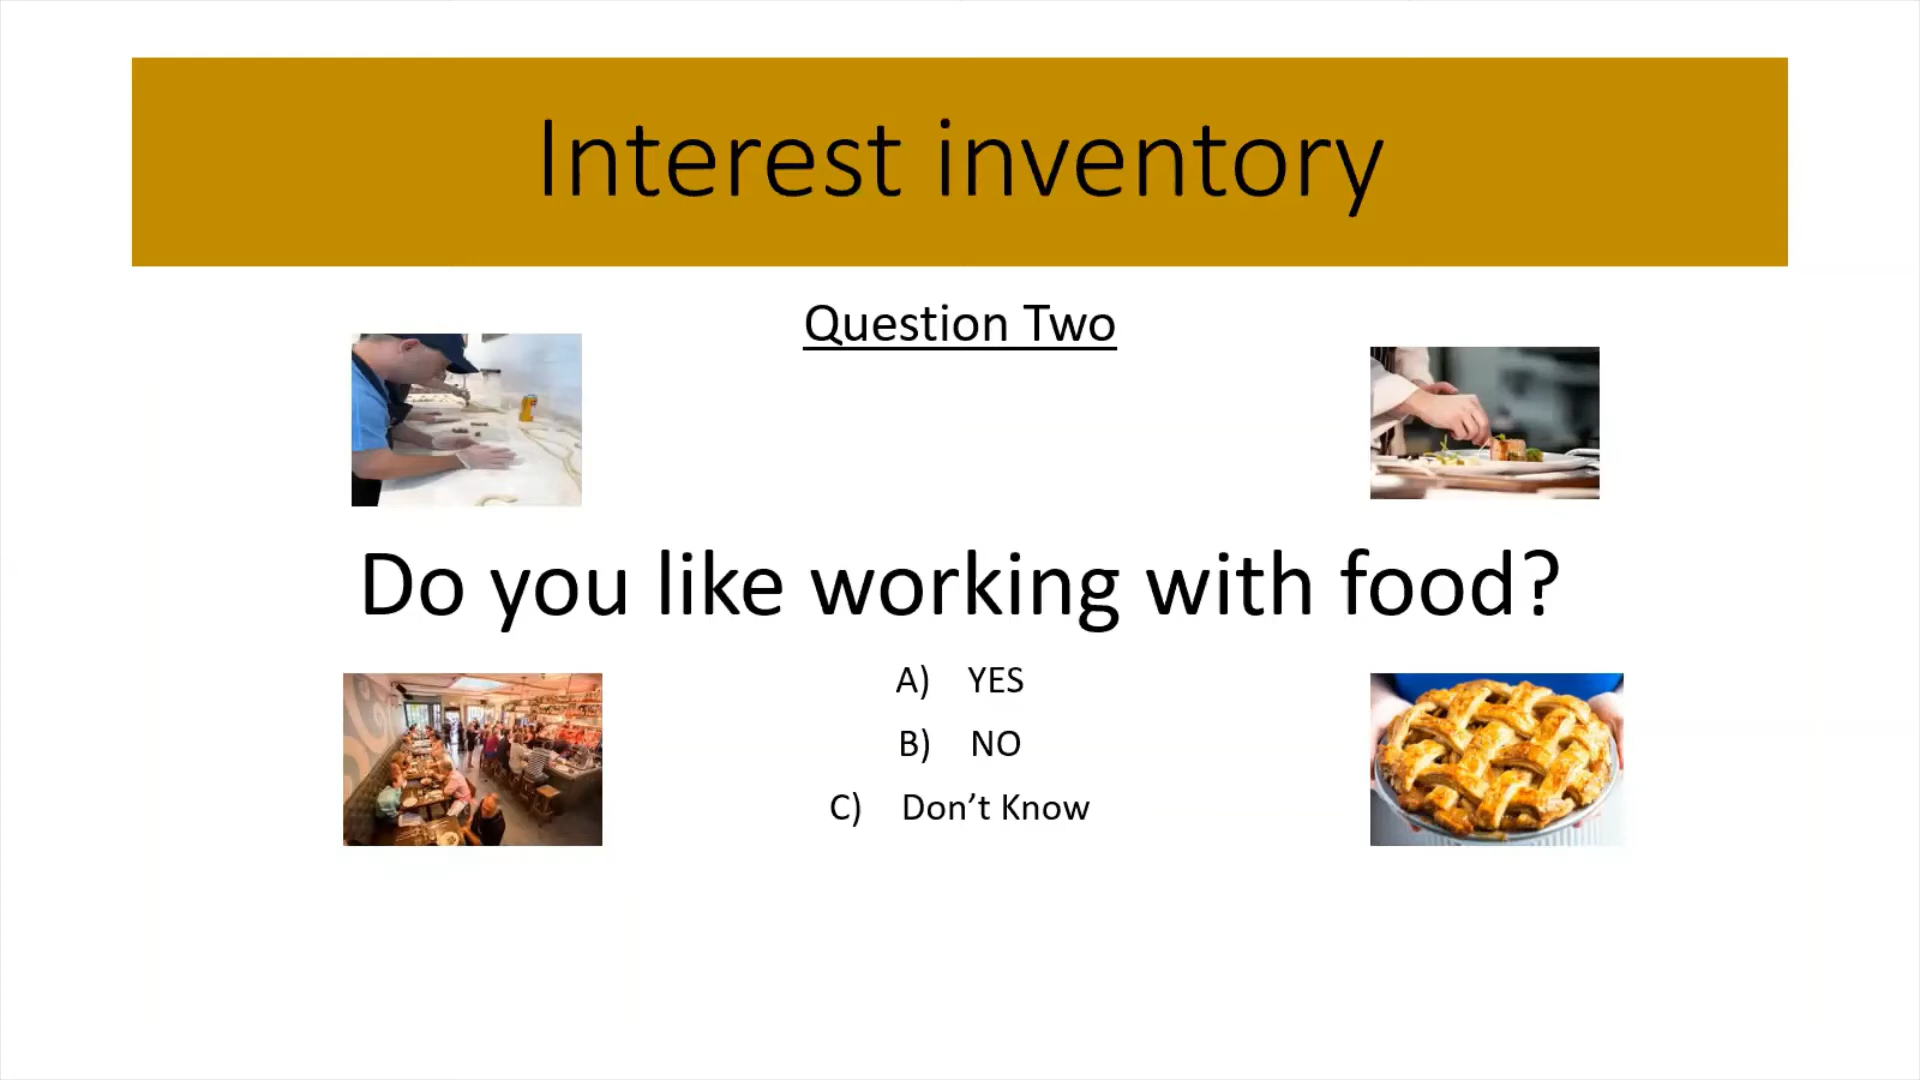 Interest inventory
Question Two
Do you like working with food?
A) YES
B) NO
C) Don’t Know